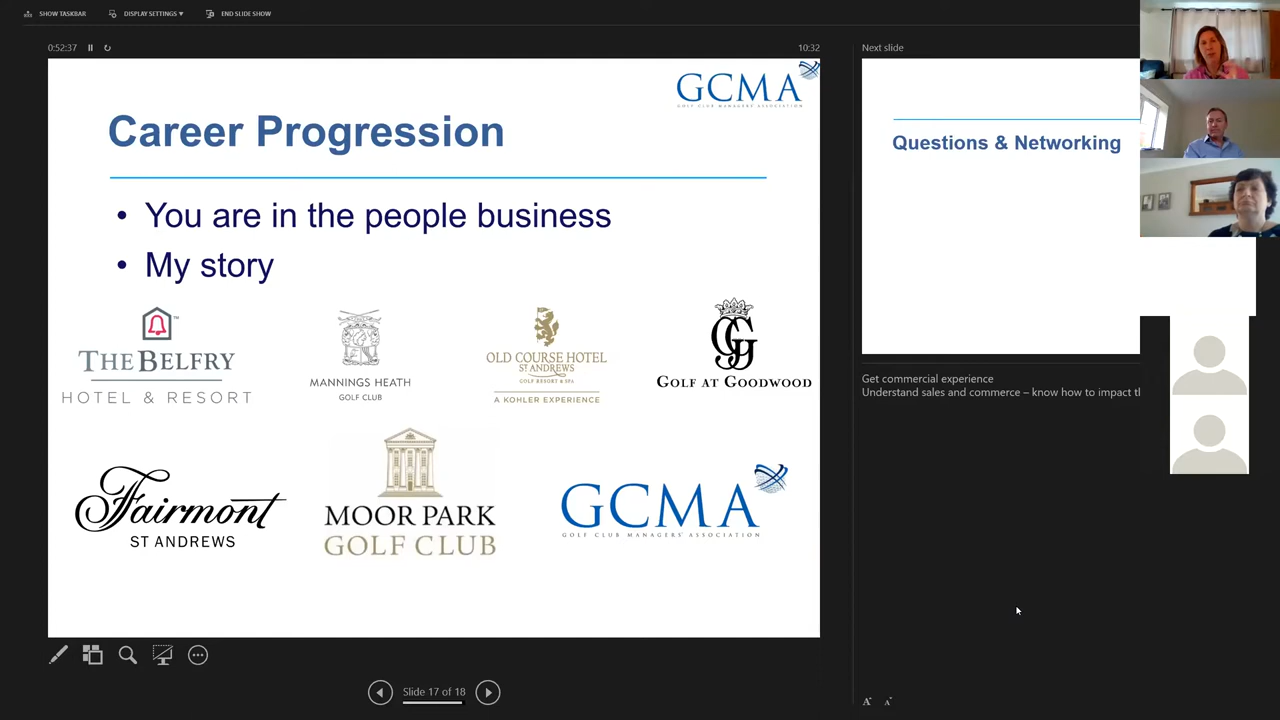 SHOW TASKBAR
DISPLAY SETTINGS
END SLIDE SHOW
0:52:37
10:32
GCMA
GOLF CLUB MANAGERS' ASSOCIATION
Career Progression
• You are in the people business
• My story
THE BELFRY™
HOTEL & RESORT
MANNINGS HEATH
GOLF CLUB
OLD COURSE HOTEL
ST ANDREWS
GOLF RESORT & SPA
A KOHLER EXPERIENCE
GOLF AT GOODWOOD
Fairmont
ST ANDREWS
MOOR PARK
GOLF CLUB
GCMA
GOLF CLUB MANAGERS' ASSOCIATION
Slide 17 of 18
Next slide
Questions & Networking
Get commercial experience
Understand sales and commerce – know how to impact
A
A